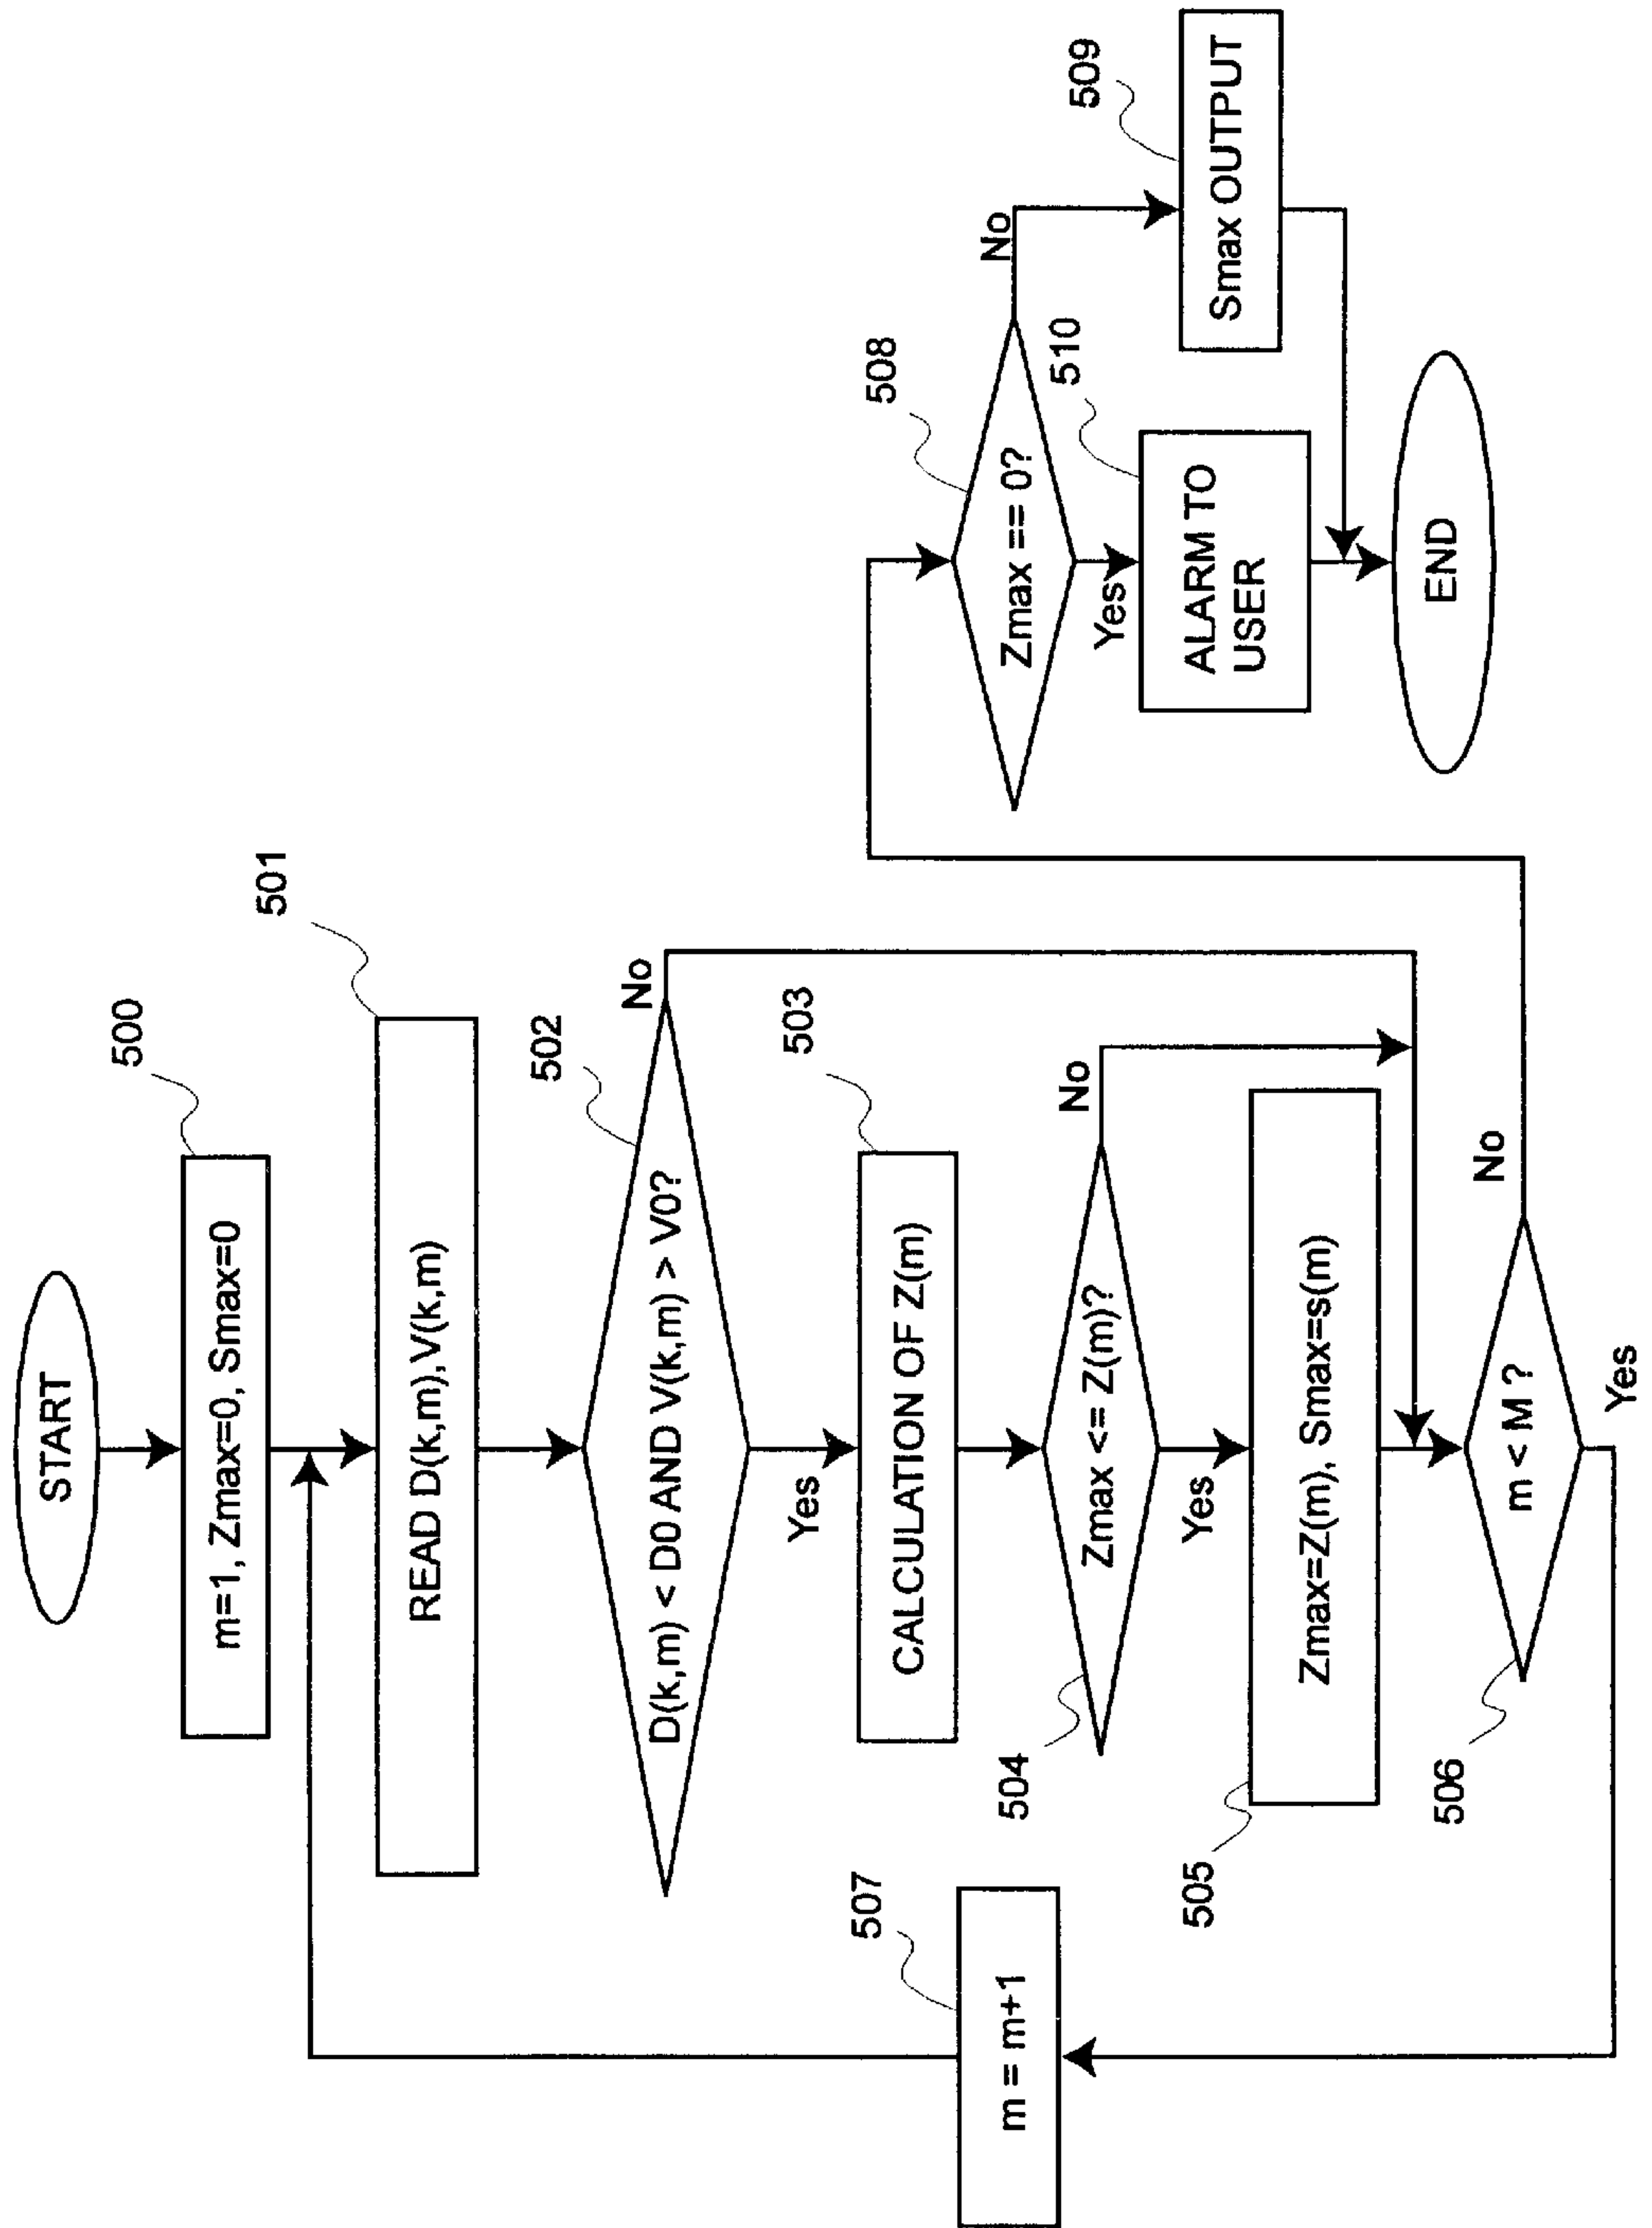 START
500
m=1, Zmax=0, Smax=0
501
READ D(k,m),V(k,m)
502
D(k,m) < D0 AND V(k,m) > V0?
No
Yes
503
CALCULATION OF Z(m)
504
Zmax <= Z(m)?
No
Yes
505
Zmax=Z(m), Smax=s(m)
506
m < M ?
No
Yes
507
m = m+1
508
Zmax == 0?
No
Yes
509
Smax OUTPUT
510
ALARM TO
USER
END